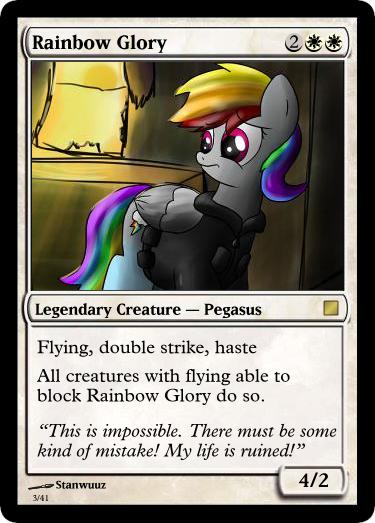 Rainbow Glory 2
Legendary Creature — Pegasus
Flying, double strike, haste
All creatures with flying able to
block Rainbow Glory do so.
“This is impossible. There must be some
kind of mistake! My life is ruined!”
4/2
Stanwuuz
3/41